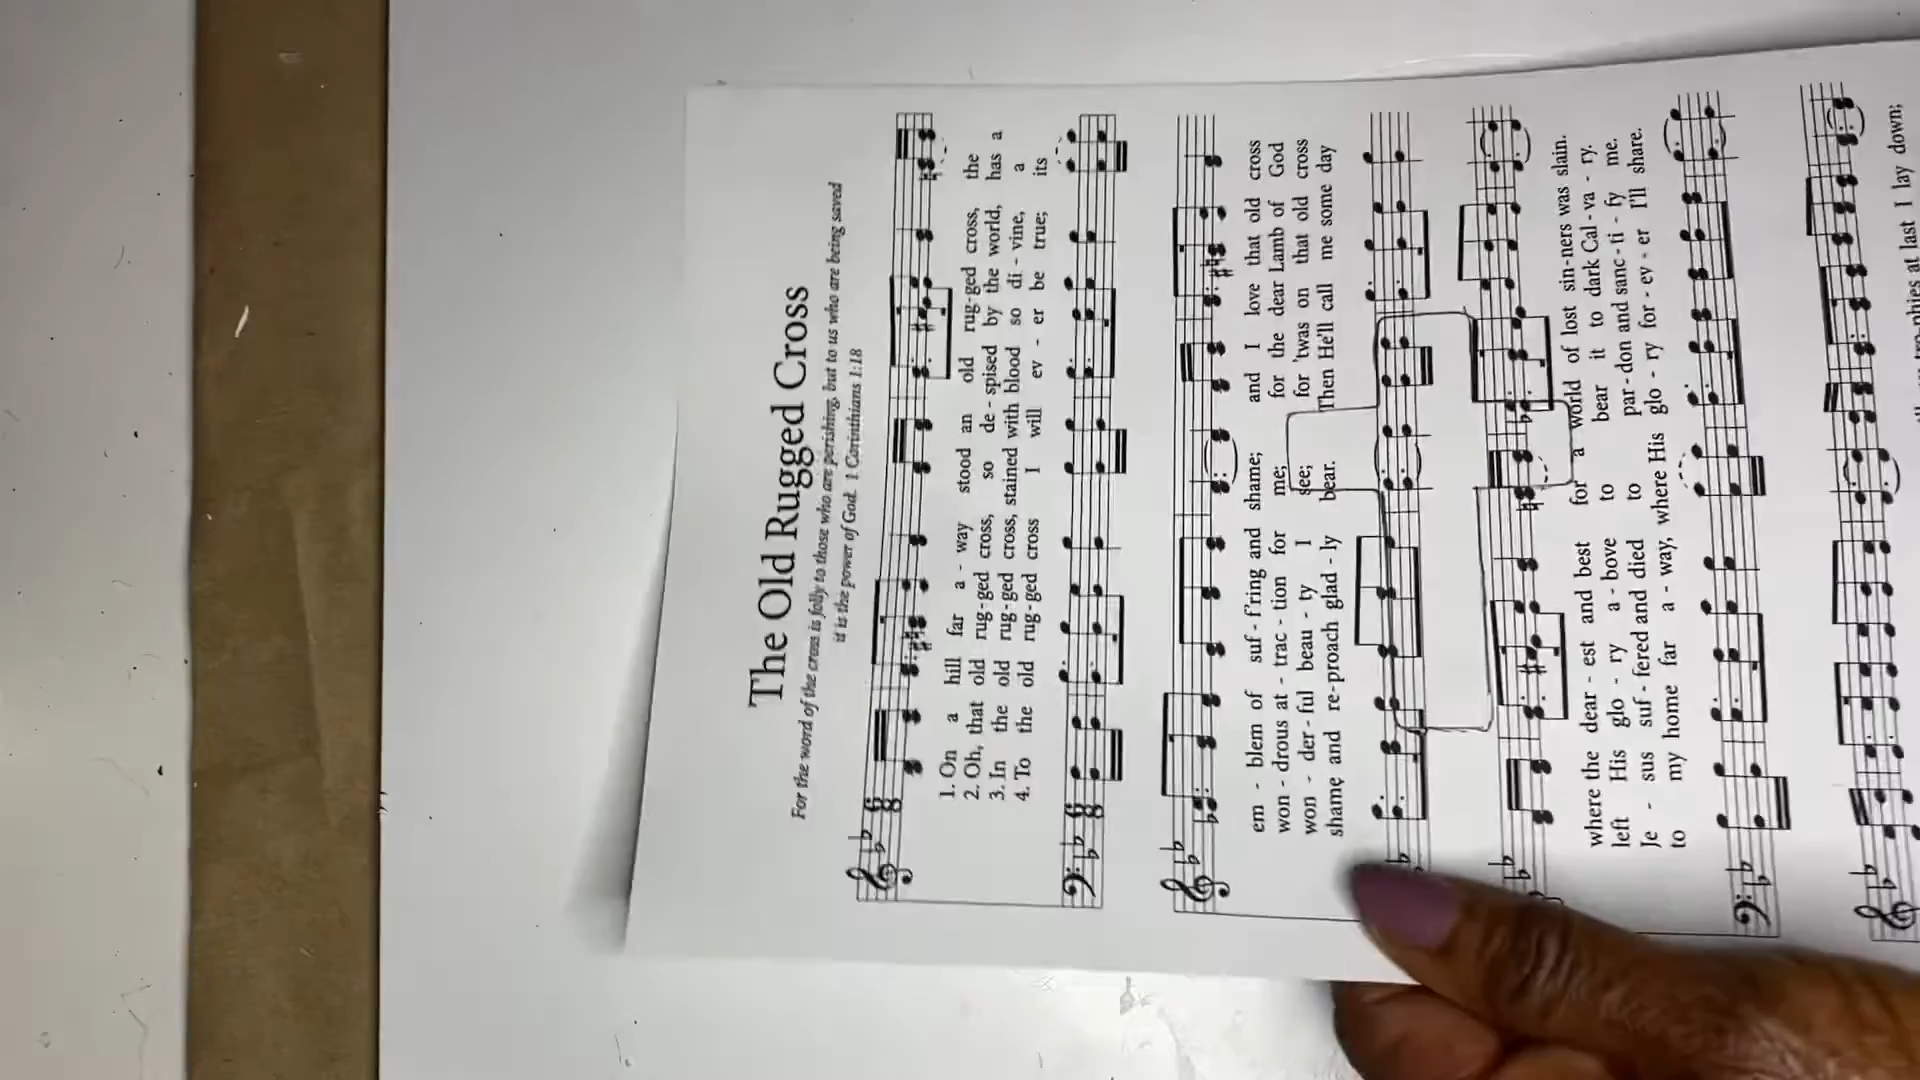 The Old Rugged Cross
For the word of the cross is folly to those who are perishing, but to us who are being saved
it is the power of God. 1 Corinthians 1:18
1. On a hill far a - way stood an old rug - ged cross, the
2. Oh, that old rug - ged cross, so de - spised by the world, has a
3. In the old rug - ged cross, stained with blood so di - vine, a
4. To the old rug - ged cross I will ev - er be true; its
em - blem of suf - f'ring and shame; and I love that old cross
won - drous at - trac - tion for me; for the dear Lamb of God
won - der - ful beau - ty I see; for 'twas on that old cross
shame and re - proach glad - ly bear. Then He'll call me some day
where the dear - est and best for a world of lost sin - ners was slain.
left His glo - ry a - bove to bear it to dark Cal - va - ry.
Je - sus suf - fered and died to par - don and sanc - ti - fy me.
to my home far a - way, where His glo - ry for - ev - er I'll share.
at last I lay down;